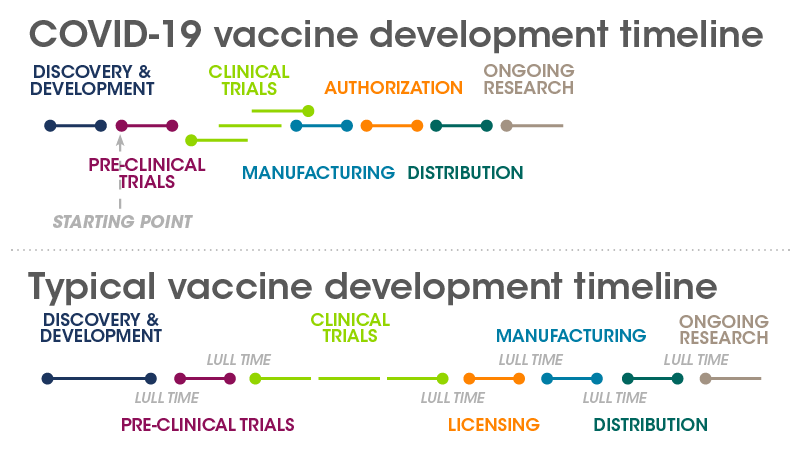 COVID-19 vaccine development timeline
DISCOVERY &
DEVELOPMENT
CLINICAL
TRIALS
AUTHORIZATION
ONGOING
RESEARCH
PRE-CLINICAL
TRIALS
MANUFACTURING
DISTRIBUTION
STARTING POINT
Typical vaccine development timeline
DISCOVERY &
DEVELOPMENT
CLINICAL
TRIALS
MANUFACTURING
ONGOING
RESEARCH
LULL TIME
LULL TIME
LULL TIME
LULL TIME
LULL TIME
LULL TIME
PRE-CLINICAL TRIALS
LICENSING
DISTRIBUTION